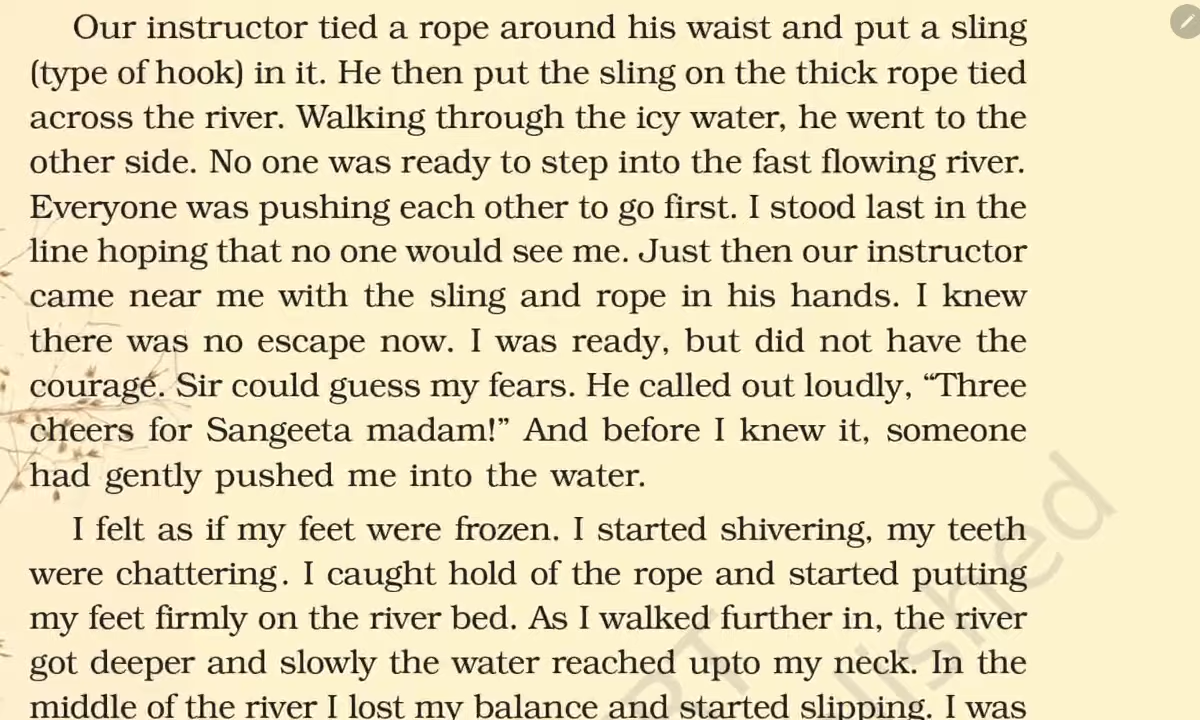 Our instructor tied a rope around his waist and put a sling
(type of hook) in it. He then put the sling on the thick rope tied
across the river. Walking through the icy water, he went to the
other side. No one was ready to step into the fast flowing river.
Everyone was pushing each other to go first. I stood last in the
line hoping that no one would see me. Just then our instructor
came near me with the sling and rope in his hands. I knew
there was no escape now. I was ready, but did not have the
courage. Sir could guess my fears. He called out loudly, “Three
cheers for Sangeeta madam!” And before I knew it, someone
had gently pushed me into the water.
I felt as if my feet were frozen. I started shivering, my teeth
were chattering. I caught hold of the rope and started putting
my feet firmly on the river bed. As I walked further in, the river
got deeper and slowly the water reached upto my neck. In the
middle of the river I lost my balance and started slipping. I was